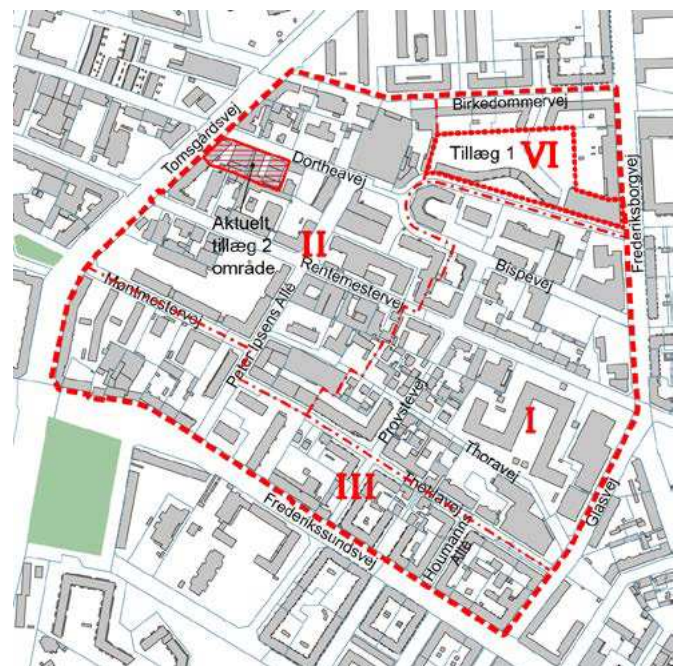 Birkedommervej
Tomsgårdsvej
Dortheavej
Tillæg 1
VI
Frederiksborgvej
Aktuelt
tillæg 2
område
II
Rentemestervej
Bispevej
Møntmestervej
Peter Ipsens Allé
Provstevej
I
Thoravej
III
Theklavej
Glasvej
Frederikssundsvej
Houmanns
Allé